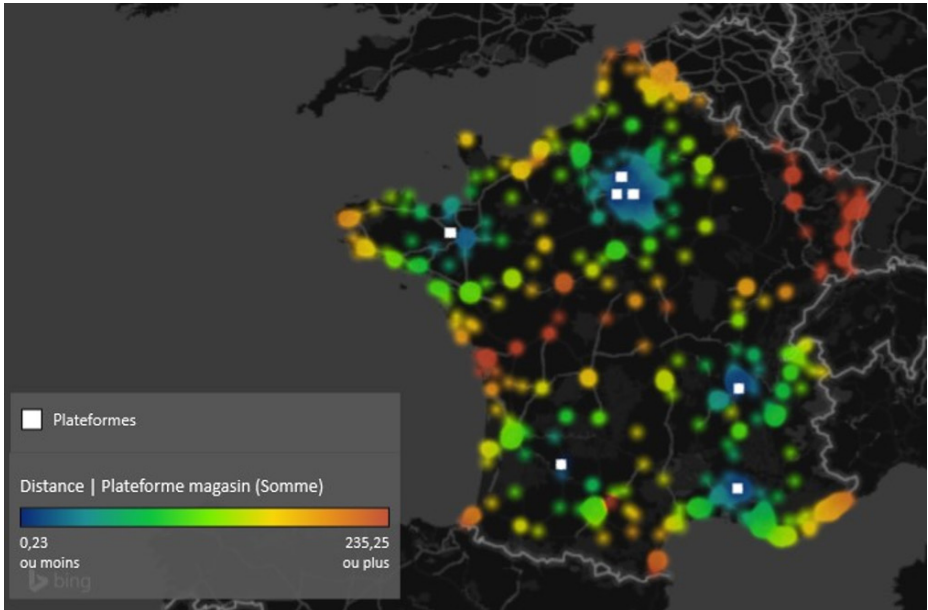 Plateformes
Distance | Plateforme magasin (Somme)
0,23
ou moins
235,25
ou plus
bing